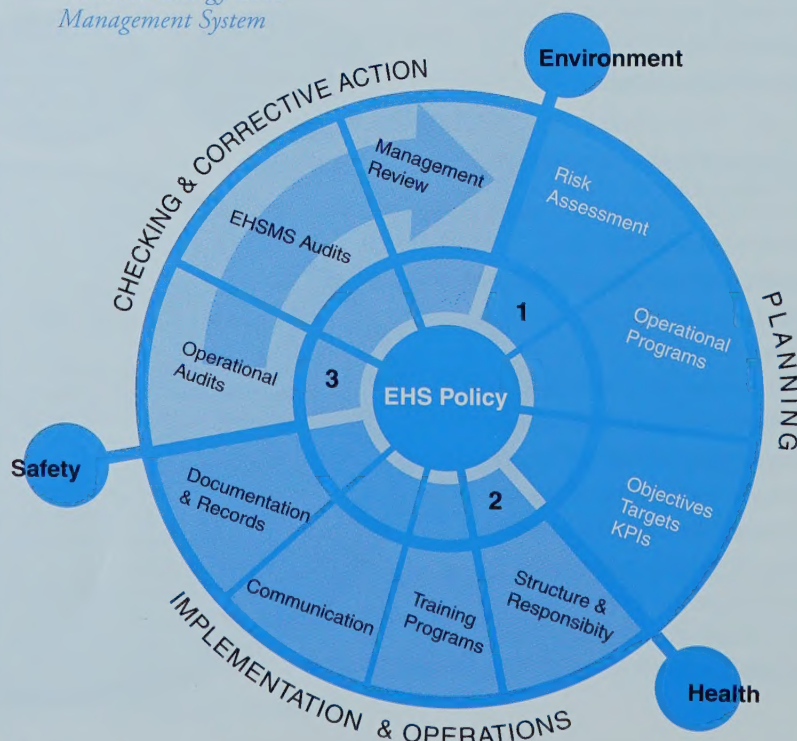 Management System
Environment
CHECKING & CORRECTIVE ACTION
PLANNING
IMPLEMENTATION & OPERATIONS
Safety
Health
EHS Policy
1
Risk
Assessment
Operational
Programs
Objectives
Targets
KPIs
2
Structure &
Responsibity
Training
Programs
Communication
Documentation
& Records
3
Operational
Audits
EHSMS Audits
Management
Review